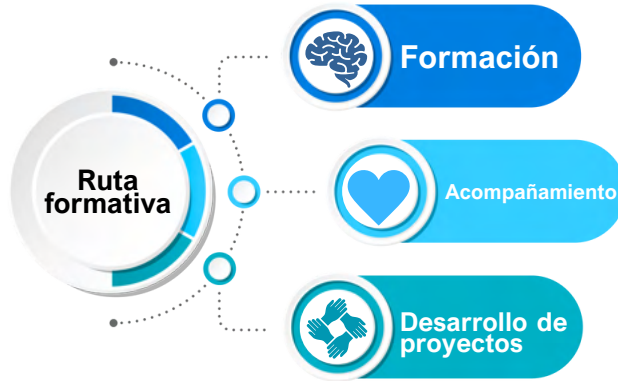 Ruta
formativa
Formación
Acompañamiento
Desarrollo de
proyectos